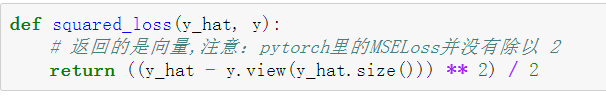 def squared_loss(y_hat, y):
    # 返回的是向量,注意: pytorch里的MSELoss并没有除以 2
    return ((y_hat - y.view(y_hat.size())) ** 2) / 2